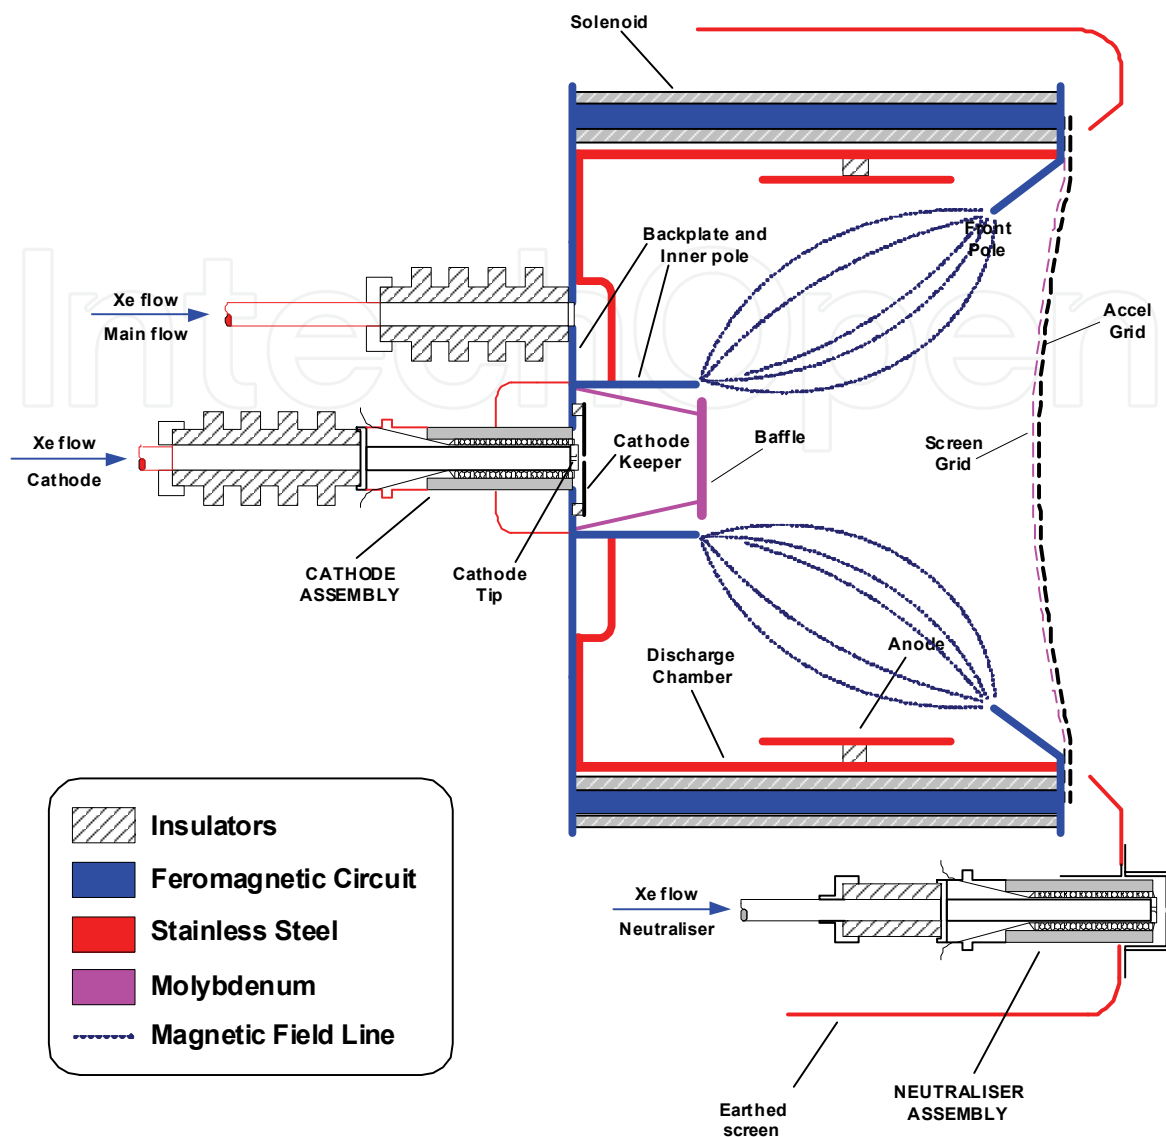 Solenoid
Backplate and
Inner pole
Front
Pole
Xe flow
Main flow
Accel
Grid
Xe flow
Cathode
Cathode
Keeper
Baffle
Screen
Grid
CATHODE
ASSEMBLY
Cathode
Tip
Discharge
Chamber
Anode
Insulators
Feromagnetic Circuit
Stainless Steel
Molybdenum
Magnetic Field Line
Xe flow
Neutraliser
NEUTRALISER
ASSEMBLY
Earthed
screen
IntechOpen